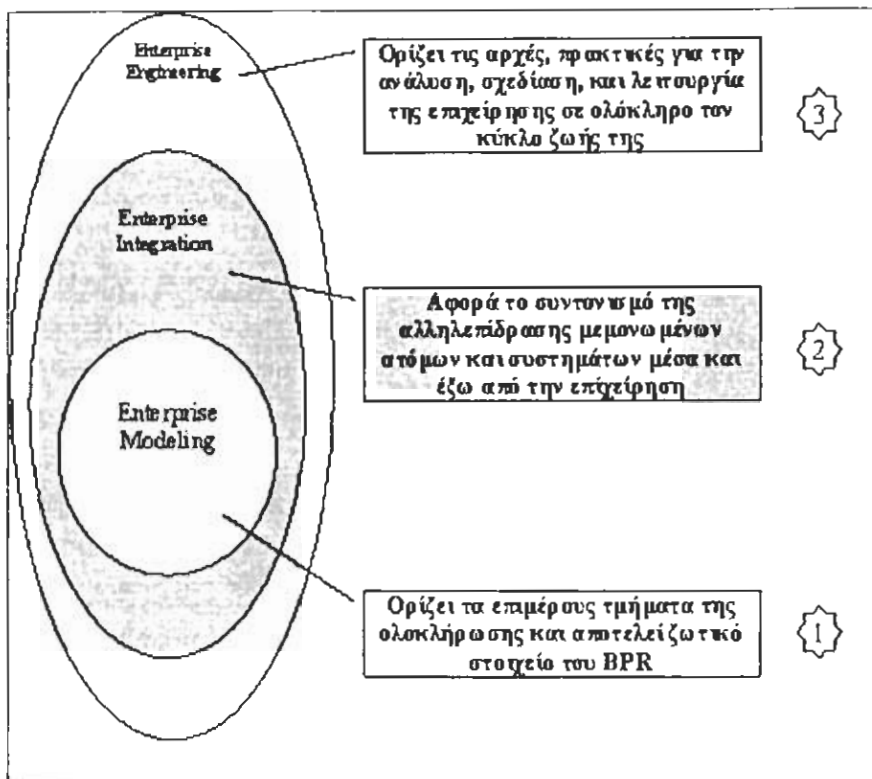 Enterprise
Engineering
Ορίζει τις αρχές, πρακτικές για την
ανάλυση, σχεδίαση, και λειτουργία
της επιχείρησης σε ολόκληρο τον
κύκλο ζωής της
3
Enterprise
Integration
Αφορά το συντονισμό της
αλληλεπίδρασης μεμονωμένων
ατόμων και συστημάτων μέσα και
έξω από την επίχείρηση
2
Enterprise
Modeling
Ορίζει τα επιμέρους τμήματα της
ολοκλήρωσης και αποτελεί ζωτικό
στοιχείο του BPR
1